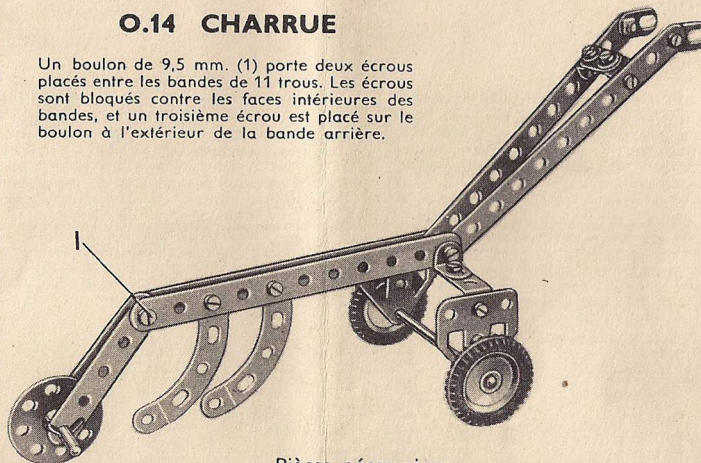 O.14 CHARRUE
Un boulon de 9,5 mm. (1) porte deux écrous
placés entre les bandes de 11 trous. Les écrous
sont bloqués contre les faces intérieures des
bandes, et un troisième écrou est placé sur le
boulon à l'extérieur de la bande arrière.
1
Pièces